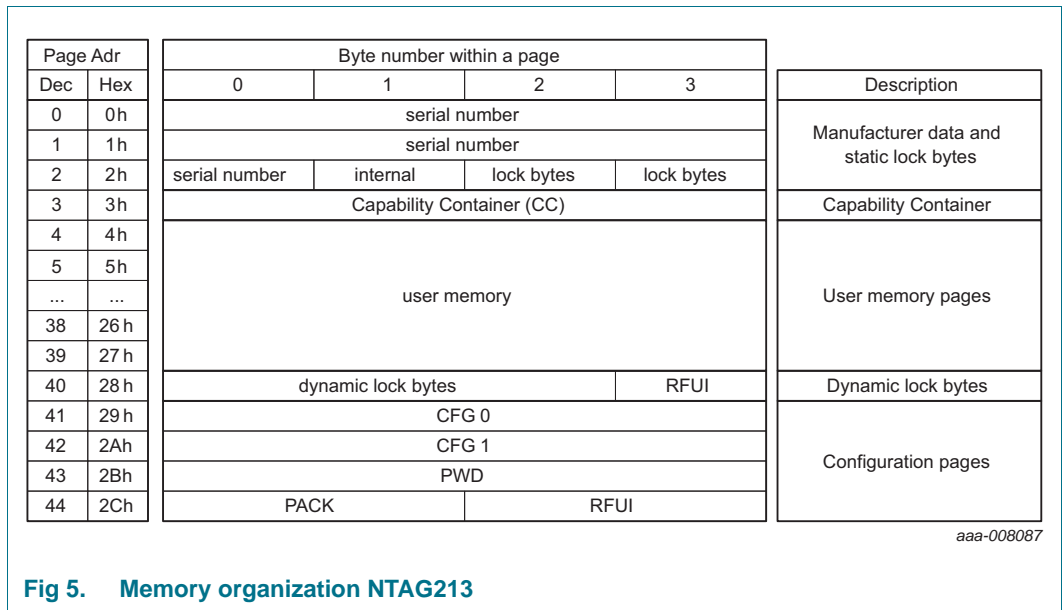 Page Adr Byte number within a page
Dec Hex 0 1 2 3 Description
0 0h serial number
Manufacturer data and
static lock bytes
1 1h serial number
2 2h serial number internal lock bytes lock bytes
3 3h Capability Container (CC) Capability Container
4 4h
5 5h
... ... user memory User memory pages
38 26h
39 27h
40 28h dynamic lock bytes RFUI Dynamic lock bytes
41 29h CFG 0
42 2Ah CFG 1
Configuration pages
43 2Bh PWD
44 2Ch PACK RFUI
aaa-008087
Fig 5. Memory organization NTAG213